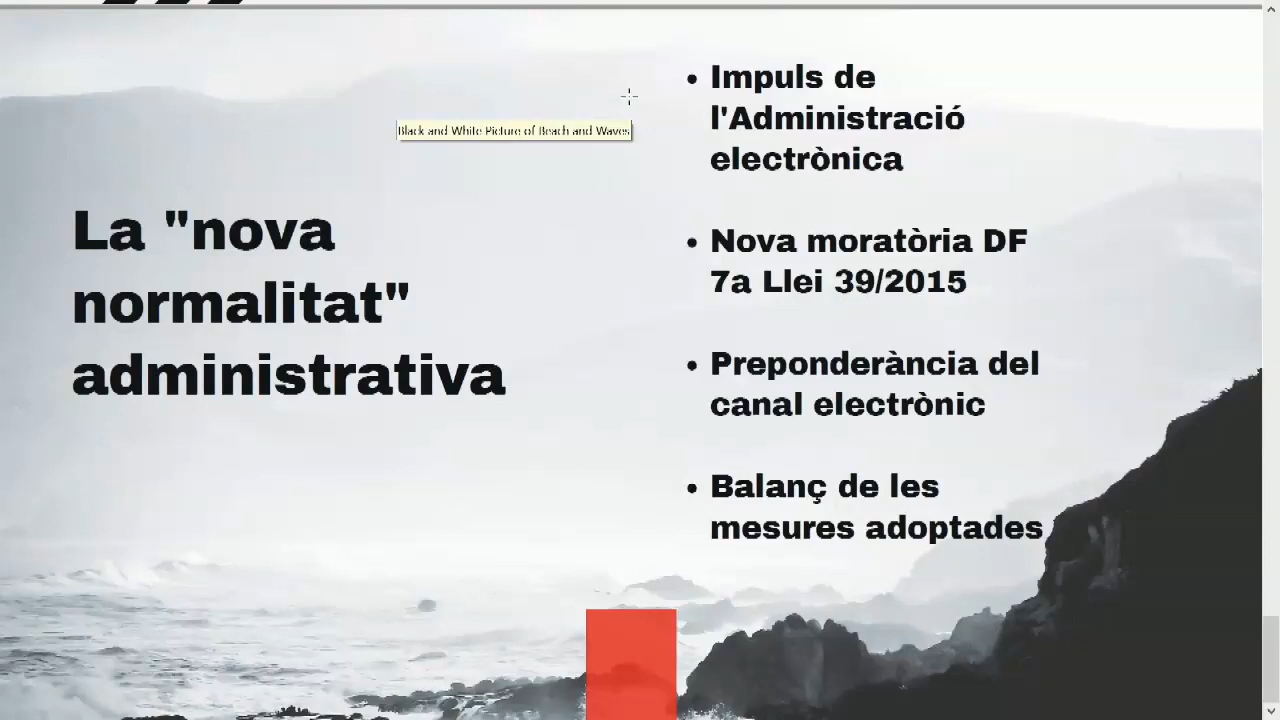 La "nova
normalitat"
administrativa
Black and White Picture of Beach and Waves
• Impuls de
l'Administració
electrònica
• Nova moratòria DF
7a Llei 39/2015
• Preponderància del
canal electrònic
• Balanç de les
mesures adoptades